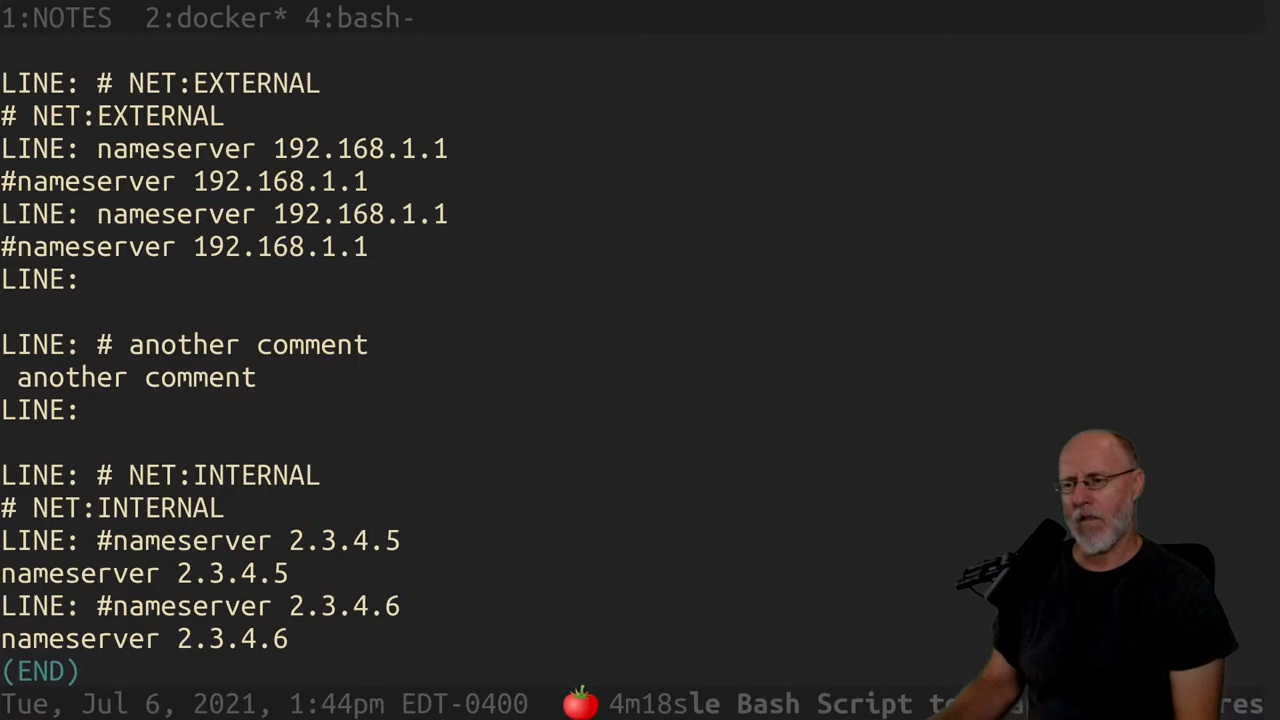 1:NOTES 2:docker* 4:bash-
LINE: # NET:EXTERNAL
# NET:EXTERNAL
LINE: nameserver 192.168.1.1
#nameserver 192.168.1.1
LINE: nameserver 192.168.1.1
#nameserver 192.168.1.1
LINE:
LINE: # another comment
 another comment
LINE:
LINE: # NET:INTERNAL
# NET:INTERNAL
LINE: #nameserver 2.3.4.5
nameserver 2.3.4.5
LINE: #nameserver 2.3.4.6
nameserver 2.3.4.6
(END)
Tue, Jul 6, 2021, 1:44pm EDT-0400 🍅 4m18sle Bash Script to